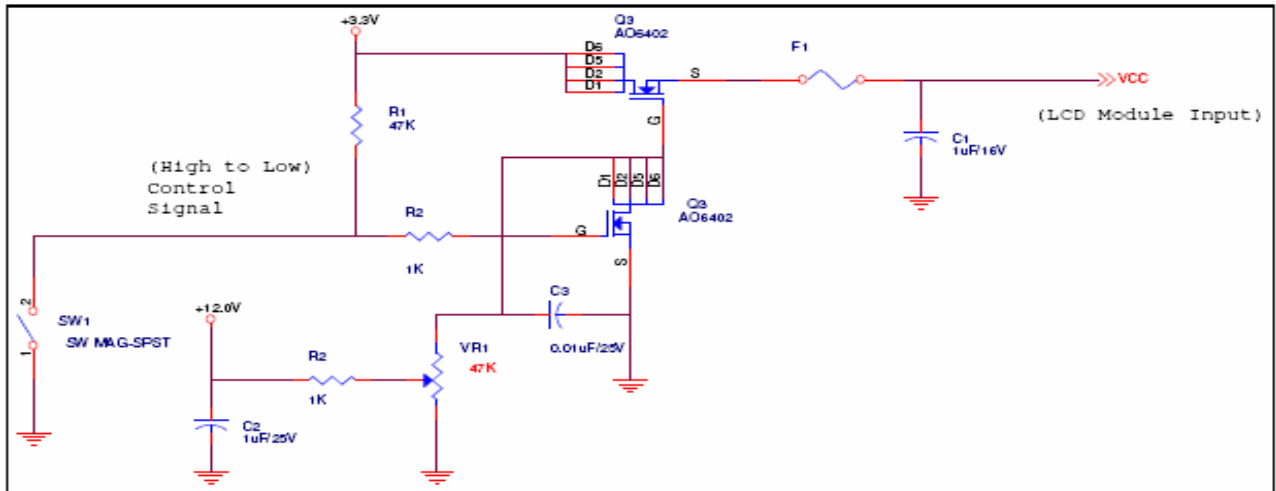 +3.3V
Q3
AO6402
D6
D5
D2
D1
S
G
F1
VCC
(LCD Module Input)
C1
1uF/16V
R1
47K
(High to Low)
Control
Signal
R2
1K
G
D1
D2
D5
D6
Q3
AO6402
S
2
1
SW1
SW MAG-SPST
+12.0V
R2
1K
C2
1uF/25V
VR1
47K
C3
0.01uF/25V